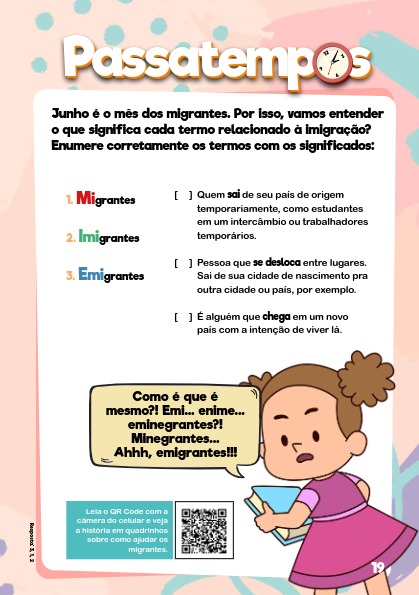 Passatempos
Junho é o mês dos migrantes. Por isso, vamos entender
o que significa cada termo relacionado à imigração?
Enumere corretamente os termos com os significados:
1. Migrantes
2. Imigrantes
3. Emigrantes
[ ] Quem sai de seu país de origem
temporariamente, como estudantes
em um intercâmbio ou trabalhadores
temporários.
[ ] Pessoa que se desloca entre lugares.
Sai de sua cidade de nascimento pra
outra cidade ou país, por exemplo.
[ ] É alguém que chega em um novo
país com a intenção de viver lá.
Como é que é
mesmo?! Emi... enime...
eminegrantes?!
Minegrantes...
Ahhh, emigrantes!!!
Leia o QR Code com a
câmera do celular e veja
a história em quadrinhos
sobre como ajudar os
migrantes.
Resposta: 3, 1, 2
19